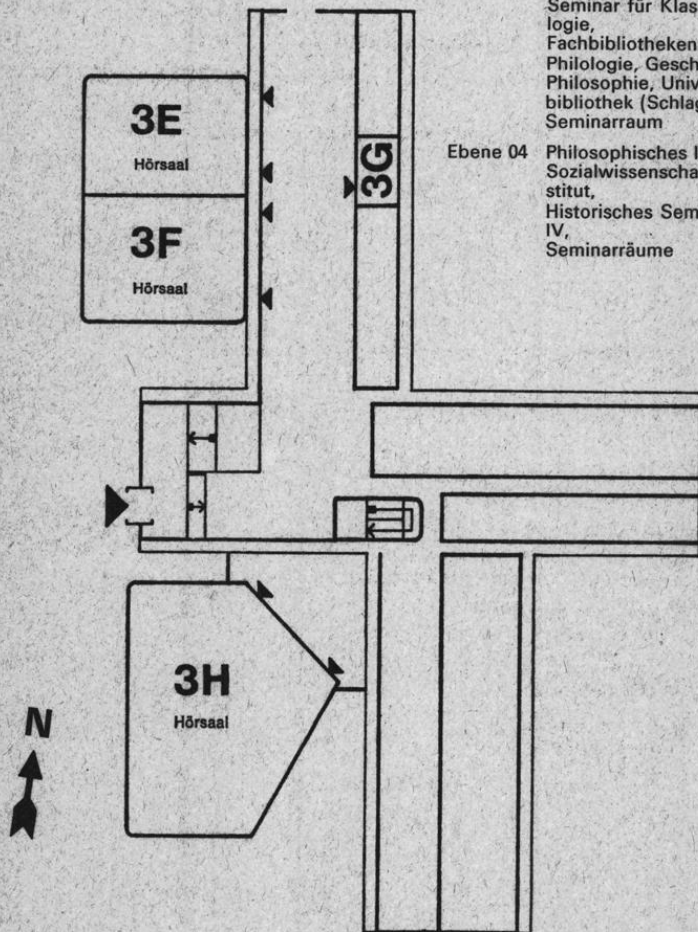 Seminar für Klas
logie,
Fachbibliotheken
Philologie, Gesch
Philosophie, Univ
bibliothek (Schlag
Seminarraum
Ebene 04 Philosophisches I
Sozialwissenscha
stitut,
Historisches Sem
IV,
Seminarräume
3E
Hörsaal
3G
3F
Hörsaal
3H
Hörsaal
N